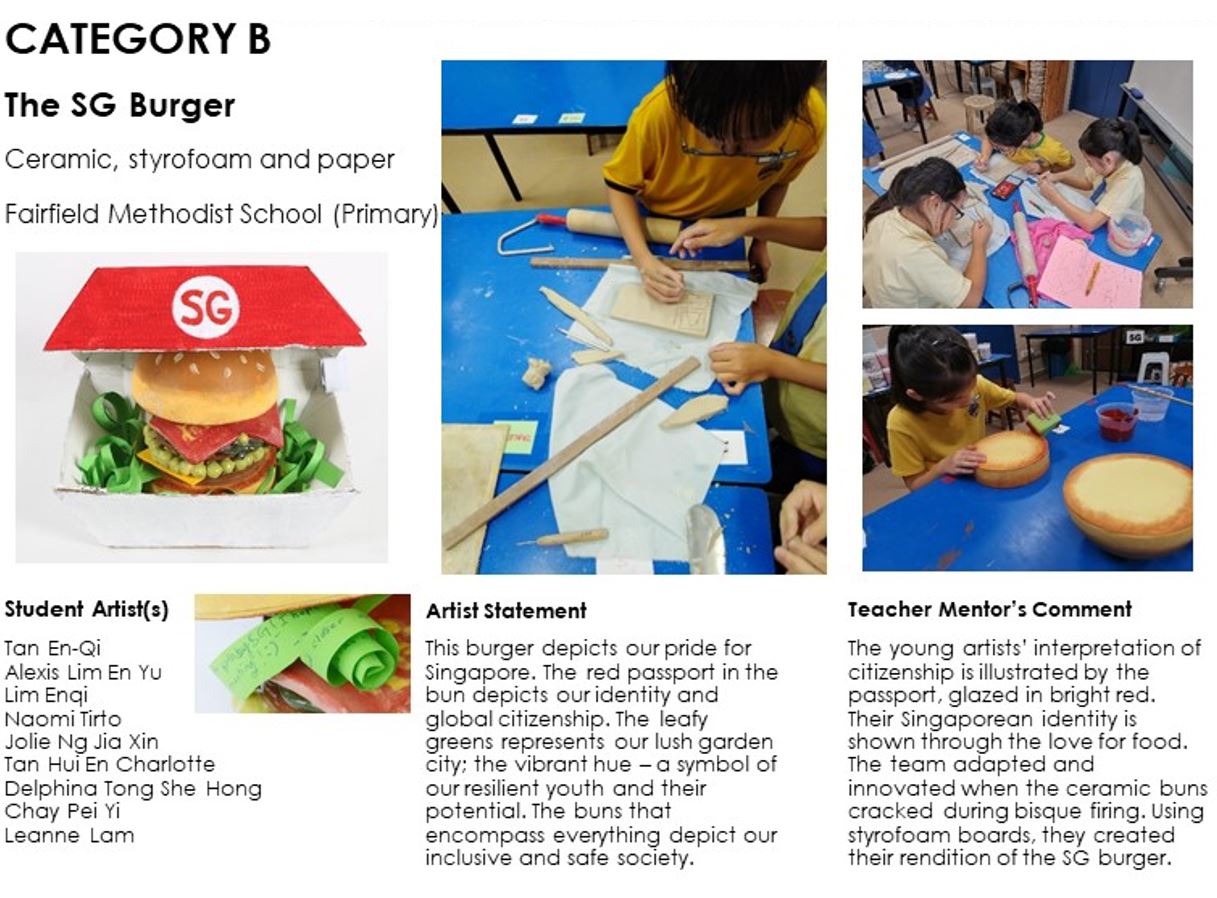 CATEGORY B
The SG Burger
Ceramic, styrofoam and paper
Fairfield Methodist School (Primary)
SG
SG
Student Artist(s)
Tan En-Qi
Alexis Lim En Yu
Lim Enqi
Naomi Tirto
Jolie Ng Jia Xin
Tan Hui En Charlotte
Delphina Tong She Hong
Chay Pei Yi
Leanne Lam
Artist Statement
This burger depicts our pride for
Singapore. The red passport in the
bun depicts our identity and
global citizenship. The leafy
greens represents our lush garden
city; the vibrant hue – a symbol of
our resilient youth and their
potential. The buns that
encompass everything depict our
inclusive and safe society.
Teacher Mentor's Comment
The young artists' interpretation of
citizenship is illustrated by the
passport, glazed in bright red.
Their Singaporean identity is
shown through the love for food.
The team adapted and
innovated when the ceramic buns
cracked during bisque firing. Using
styrofoam boards, they created
their rendition of the SG burger.